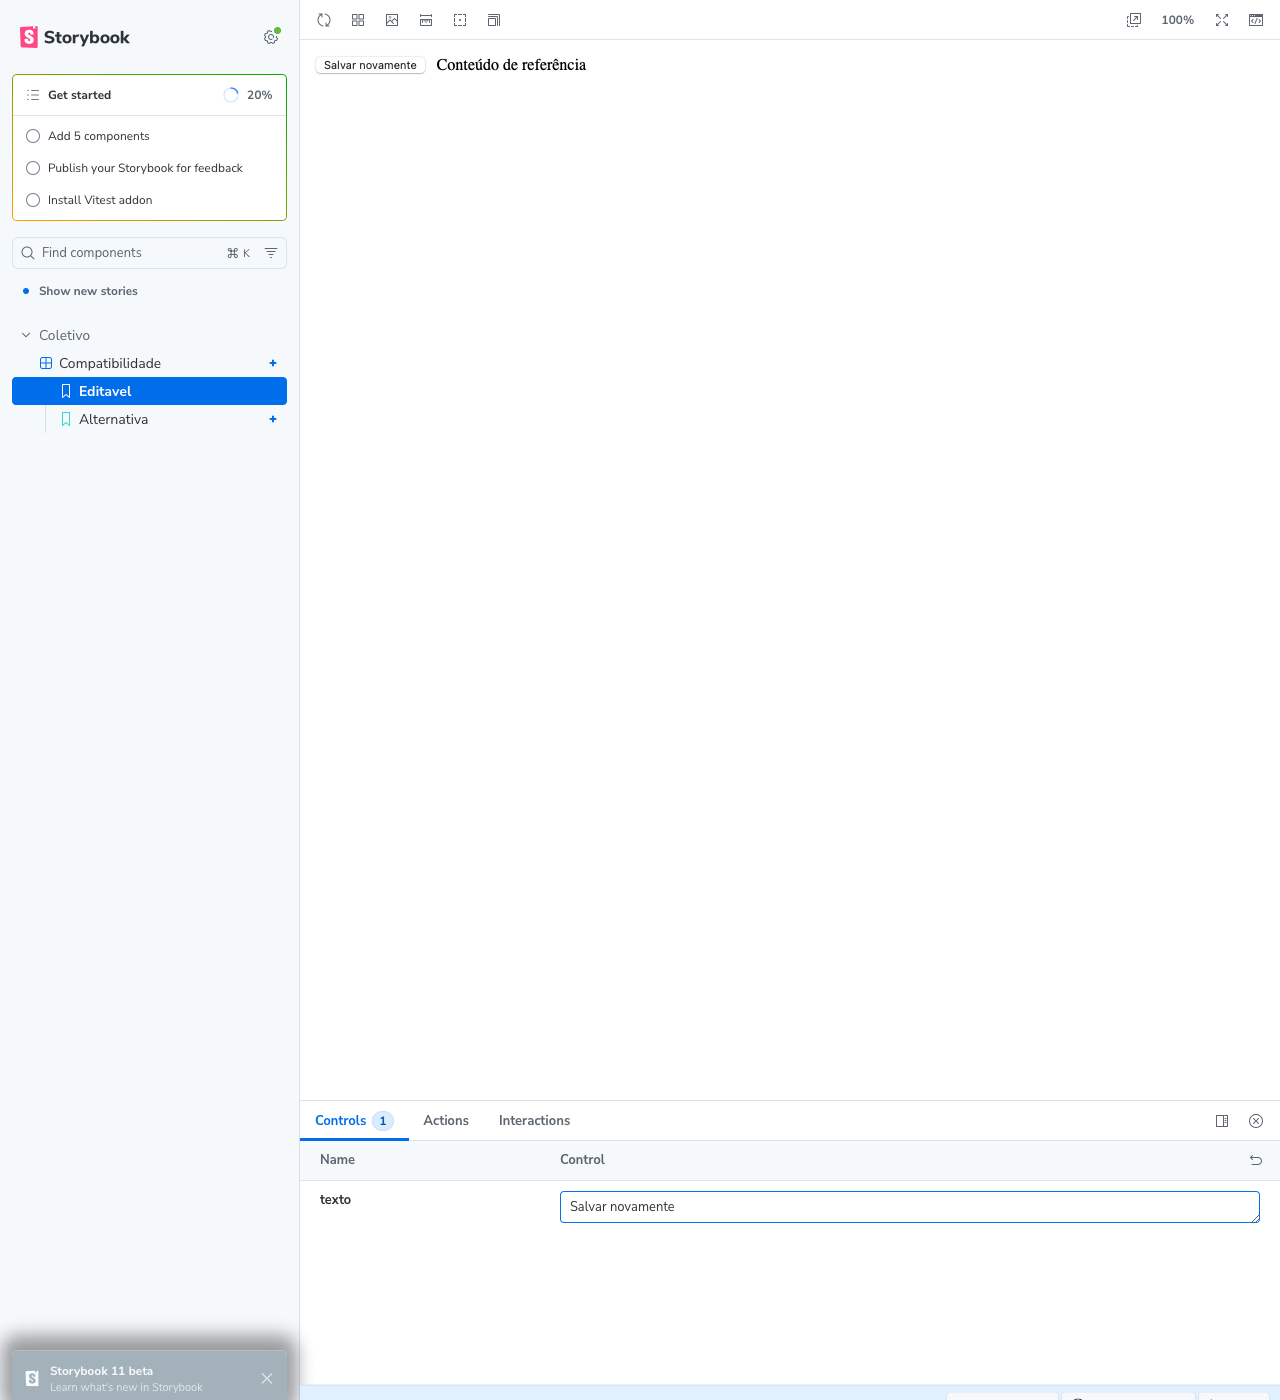 Storybook
Get started
20%
Add 5 components
Publish your Storybook for feedback
Install Vitest addon
Find components
⌘ K
Show new stories
Coletivo
Compatibilidade
Editavel
Alternativa
Storybook 11 beta
Learn what's new in Storybook
100%
Salvar novamente Conteúdo de referência
Controls 1 Actions Interactions
Name Control
texto Salvar novamente